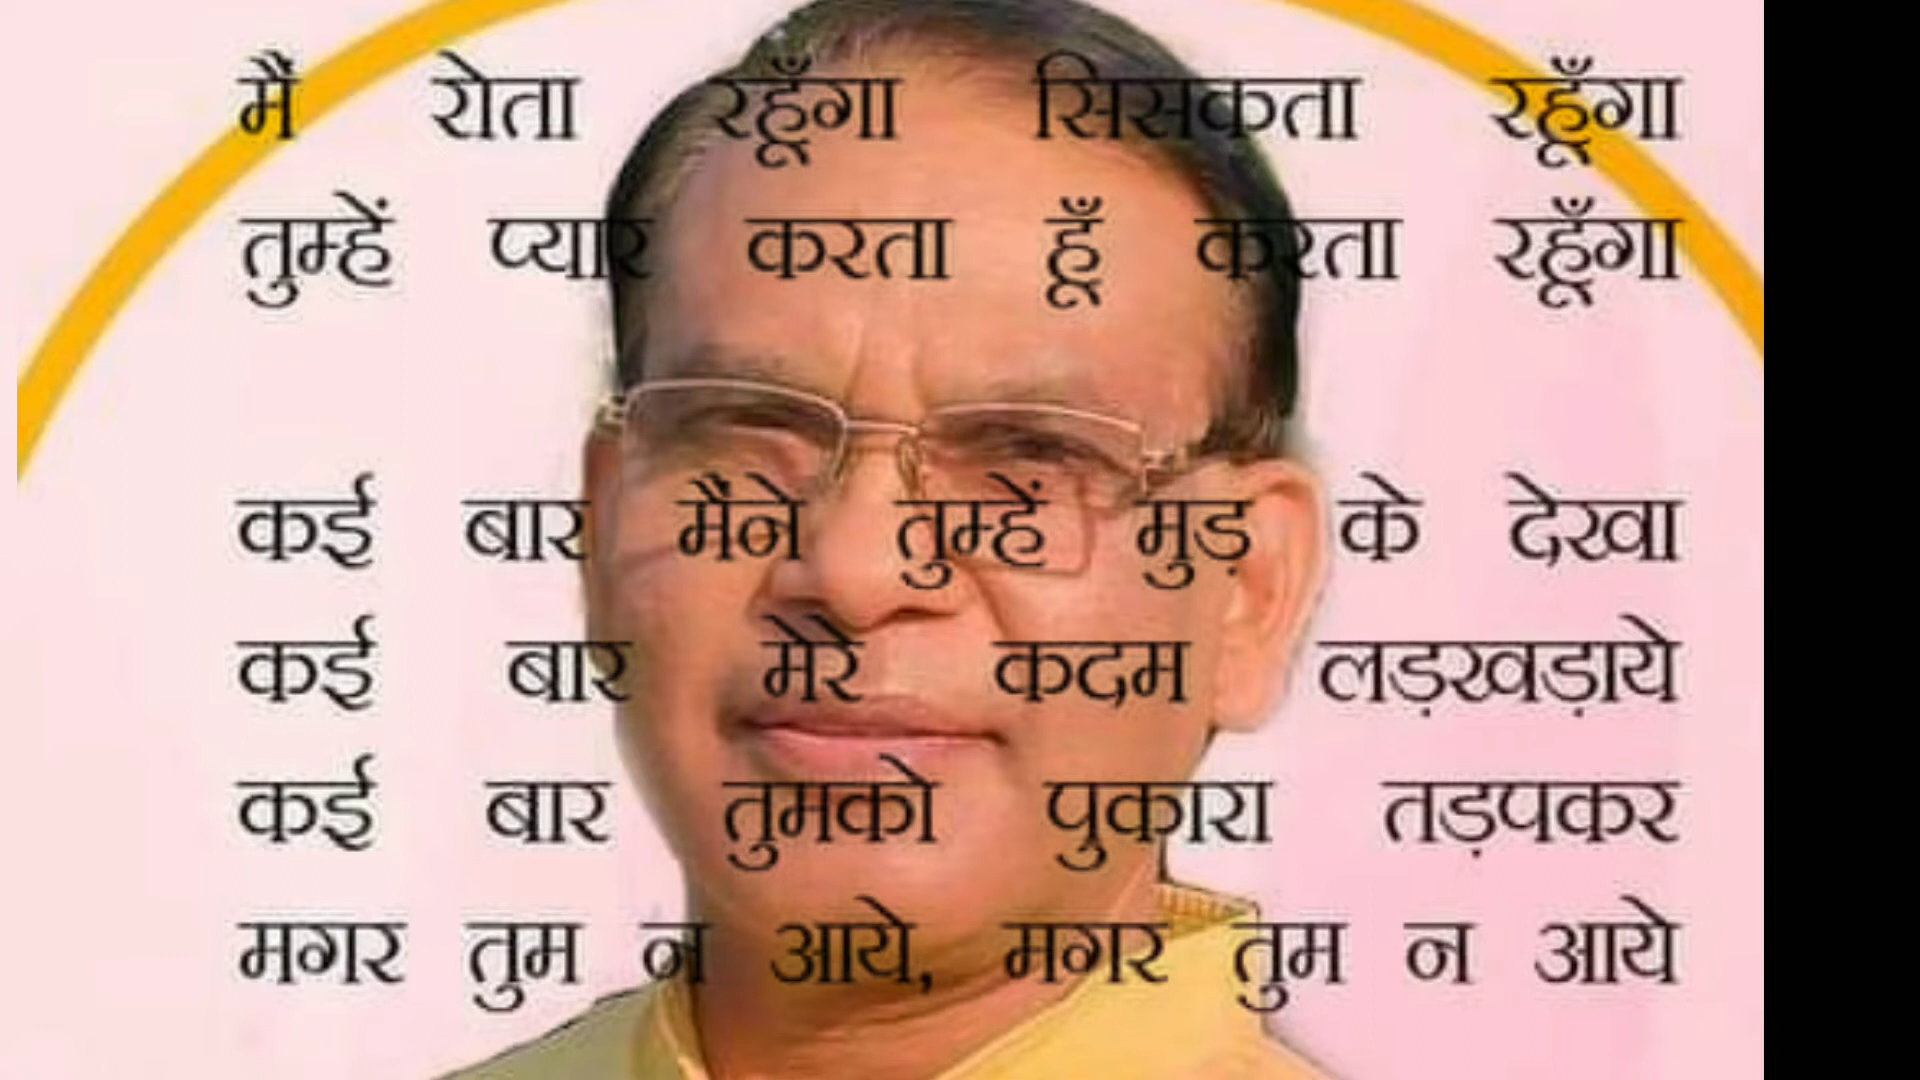 मैं रोता रहूँगा सिसकता रहूँगा
तुम्हें प्यार करता हूँ करता रहूँगा
कई बार मैंने तुम्हें मुड़ के देखा
कई बार मेरे कदम लड़खड़ाये
कई बार तुमको पुकारा तड़पकर
मगर तुम न आये, मगर तुम न आये